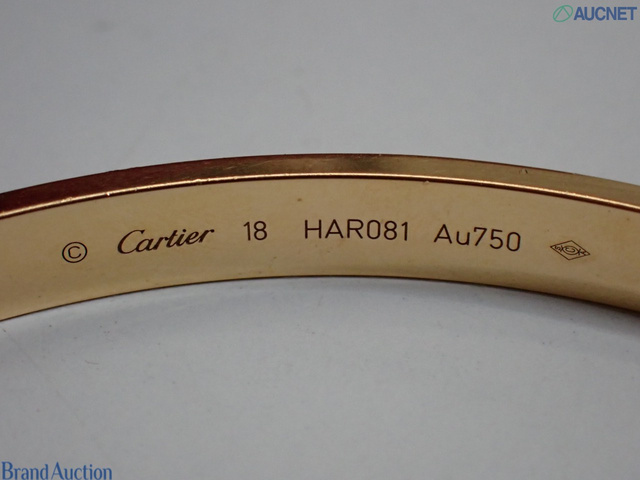 AUCNET
© Cartier 18 HAR081 Au750
Brand Auction